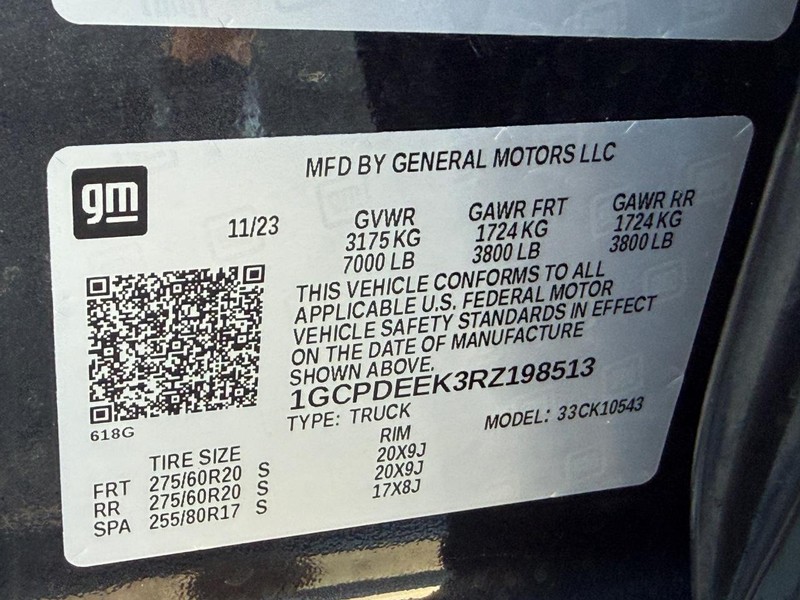 gm
MFD BY GENERAL MOTORS LLC
11/23
GVWR GAWR FRT GAWR RR
3175 KG 1724 KG 1724 KG
7000 LB 3800 LB 3800 LB
THIS VEHICLE CONFORMS TO ALL
APPLICABLE U.S. FEDERAL MOTOR
VEHICLE SAFETY STANDARDS IN EFFECT
ON THE DATE OF MANUFACTURE
SHOWN ABOVE.
1GCPDEEK3RZ198513
TYPE: TRUCK MODEL: 33CK10543
618G
TIRE SIZE RIM
FRT 275/60R20 S 20X9J
RR 275/60R20 S 20X9J
SPA 255/80R17 S 17X8J